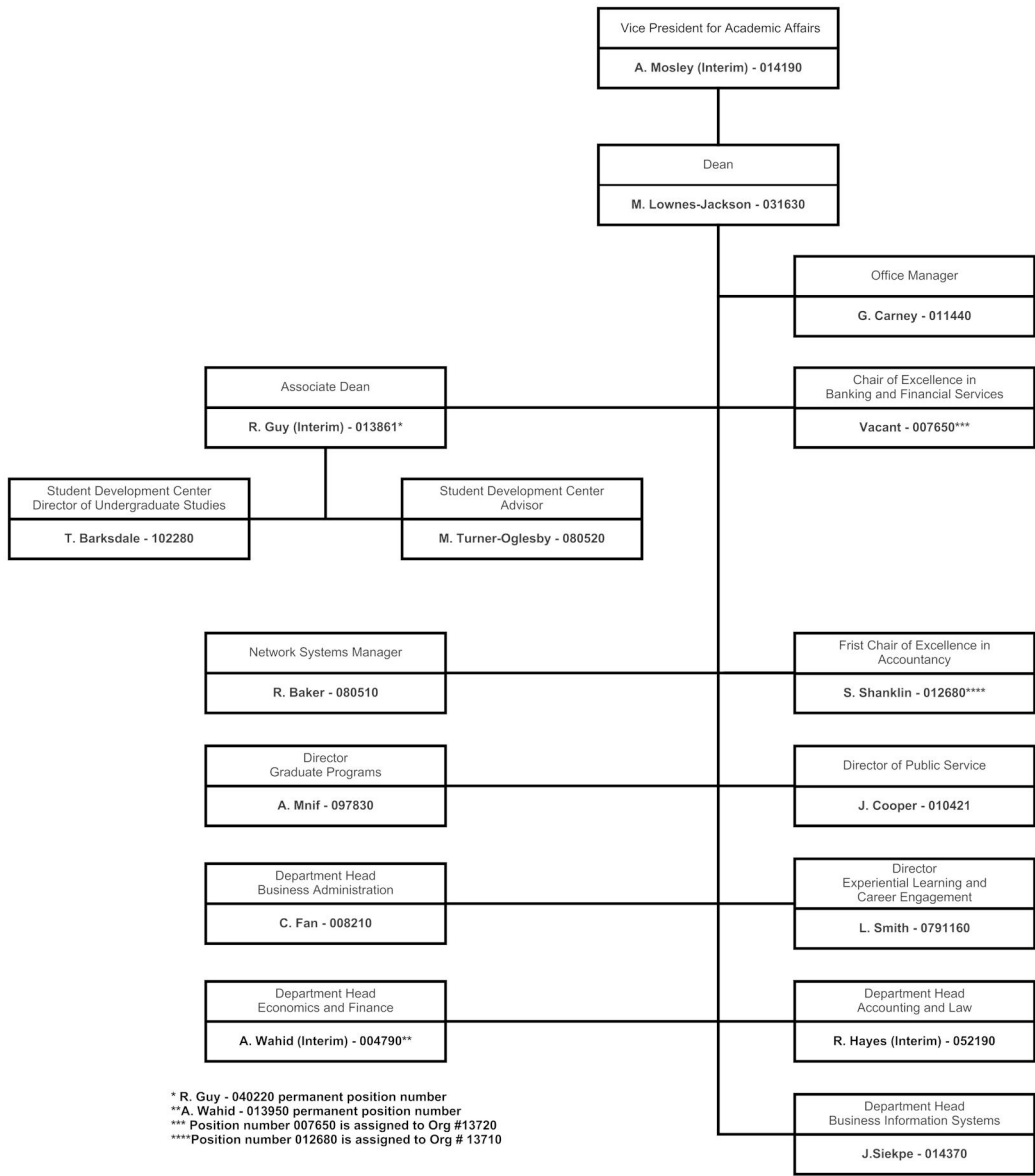 Vice President for Academic Affairs
A. Mosley (Interim) - 014190
Dean
M. Lownes-Jackson - 031630
Office Manager
G. Carney - 011440
Associate Dean
R. Guy (Interim) - 013861*
Chair of Excellence in
Banking and Financial Services
Vacant - 007650***
Student Development Center
Director of Undergraduate Studies
T. Barksdale - 102280
Student Development Center
Advisor
M. Turner-Oglesby - 080520
Network Systems Manager
R. Baker - 080510
Frist Chair of Excellence in
Accountancy
S. Shanklin - 012680****
Director
Graduate Programs
A. Mnif - 097830
Director of Public Service
J. Cooper - 010421
Department Head
Business Administration
C. Fan - 008210
Director
Experiential Learning and
Career Engagement
L. Smith - 0791160
Department Head
Economics and Finance
A. Wahid (Interim) - 004790**
Department Head
Accounting and Law
R. Hayes (Interim) - 052190
Department Head
Business Information Systems
J.Siekpe - 014370
* R. Guy - 040220 permanent position number
**A. Wahid - 013950 permanent position number
*** Position number 007650 is assigned to Org #13720
****Position number 012680 is assigned to Org # 13710